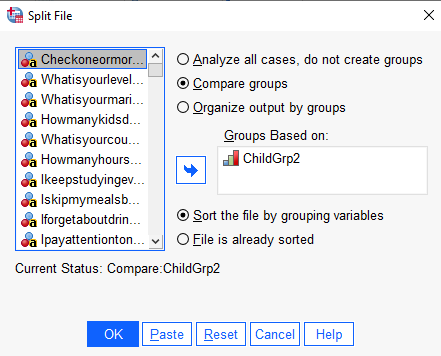 Split File
Checkoneormor...
Whatisyourlevel...
Whatisyourmari...
Howmanykidsd...
Whatisyourcou...
Howmanyhours...
Ikeepstudyingev...
Iskipmymealsb...
Iforgetaboutdrin...
Ipayattentionton...
Analyze all cases, do not create groups
Compare groups
Organize output by groups
Groups Based on:
ChildGrp2
Sort the file by grouping variables
File is already sorted
Current Status: Compare:ChildGrp2
OK Paste Reset Cancel Help